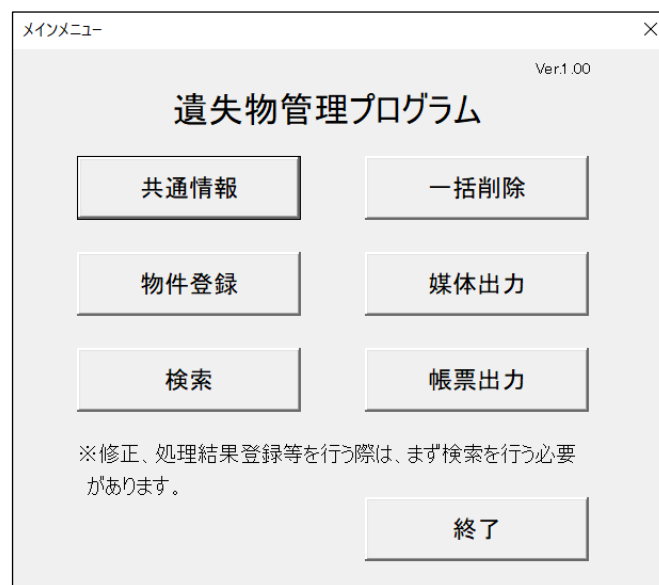 メインメニュー
Ver.1.00
遺失物管理プログラム
共通情報
一括削除
物件登録
媒体出力
検索
帳票出力
※修正、処理結果登録等を行う際は、まず検索を行う必要
があります。
終了